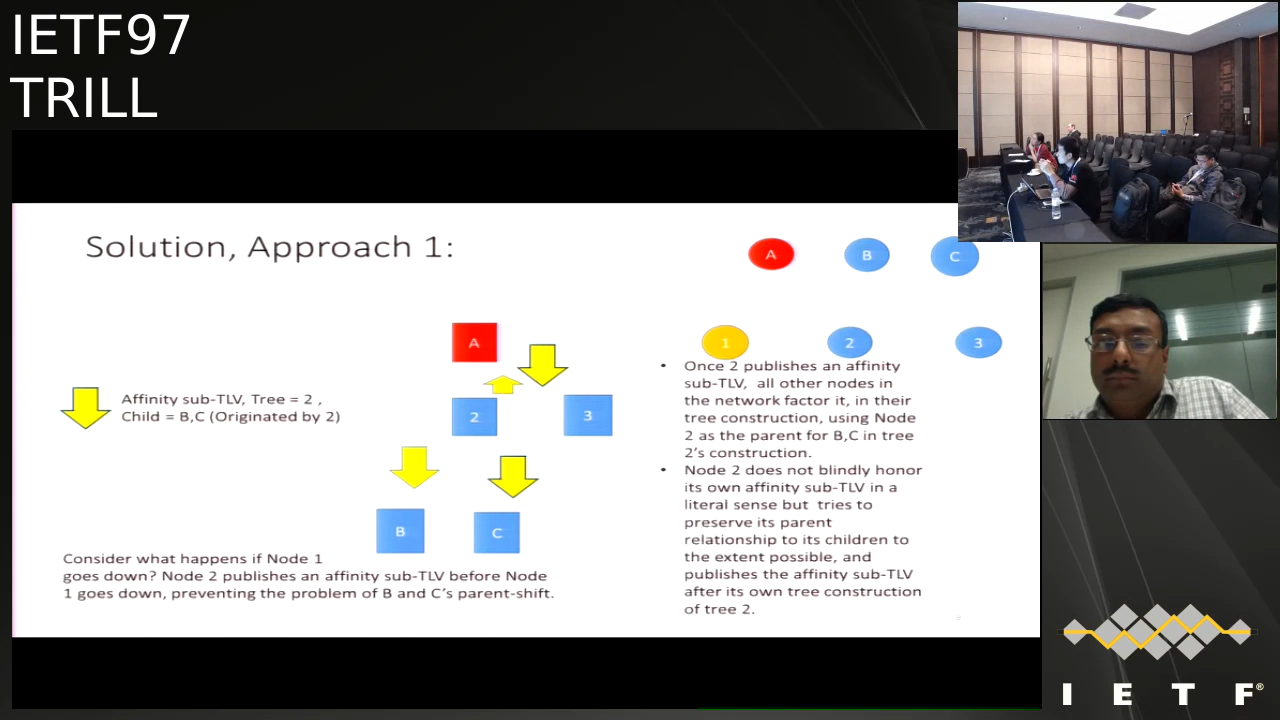 IETF97
TRILL
Solution, Approach 1:
A
B
C
1
2
3
A
2
3
B
C
Affinity sub-TLV, Tree = 2 ,
Child = B,C (Originated by 2)
Consider what happens if Node 1
goes down? Node 2 publishes an affinity sub-TLV before Node
1 goes down, preventing the problem of B and C's parent-shift.
• Once 2 publishes an affinity
sub-TLV, all other nodes in
the network factor it, in their
tree construction, using Node
2 as the parent for B,C in tree
2's construction.
• Node 2 does not blindly honor
its own affinity sub-TLV in a
literal sense but tries to
preserve its parent
relationship to its children to
the extent possible, and
publishes the affinity sub-TLV
after its own tree construction
of tree 2.
I E T F®